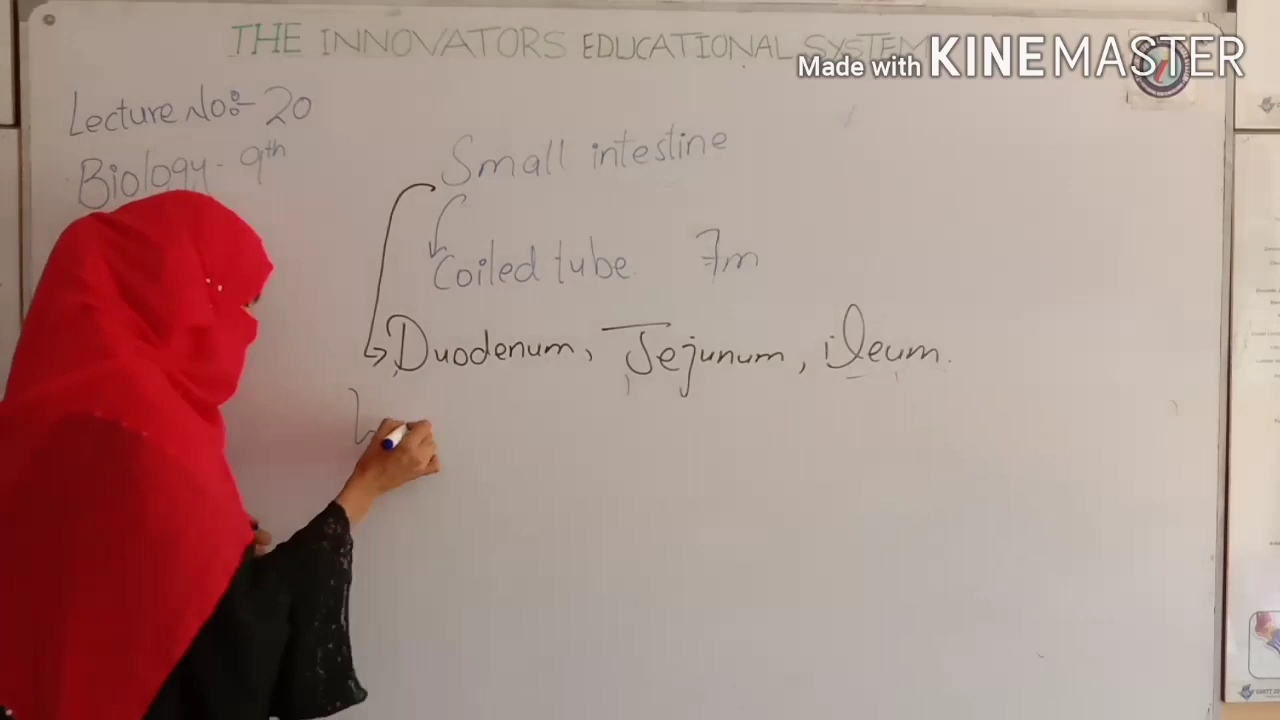 THE INNOVATORS EDUCATIONAL SYSTEM
Made with KINEMASTER
Lecture No:- 20
Biology - 9th
Small intestine
Coiled tube 7m
Duodenum, Jejunum, ileum.